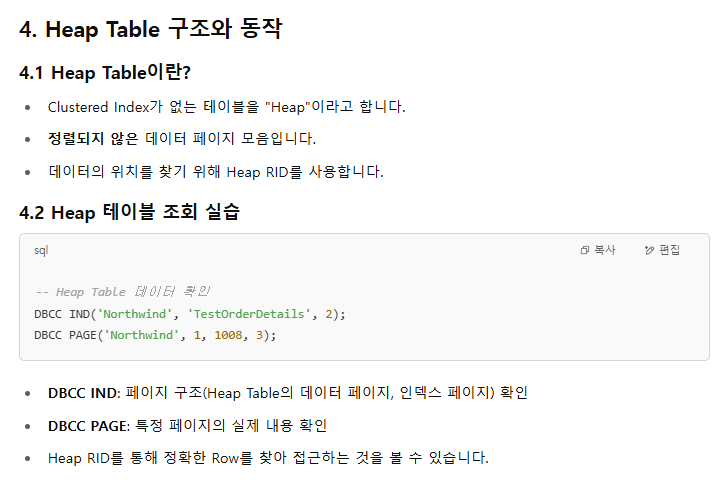 4. Heap Table 구조와 동작
4.1 Heap Table이란?
• Clustered Index가 없는 테이블을 "Heap"이라고 합니다.
• 정렬되지 않은 데이터 페이지 모음입니다.
• 데이터의 위치를 찾기 위해 Heap RID를 사용합니다.
4.2 Heap 테이블 조회 실습
sql 복사 편집
-- Heap Table 데이터 확인
DBCC IND('Northwind', 'TestOrderDetails', 2);
DBCC PAGE('Northwind', 1, 1008, 3);
• DBCC IND: 페이지 구조(Heap Table의 데이터 페이지, 인덱스 페이지) 확인
• DBCC PAGE: 특정 페이지의 실제 내용 확인
• Heap RID를 통해 정확한 Row를 찾아 접근하는 것을 볼 수 있습니다.